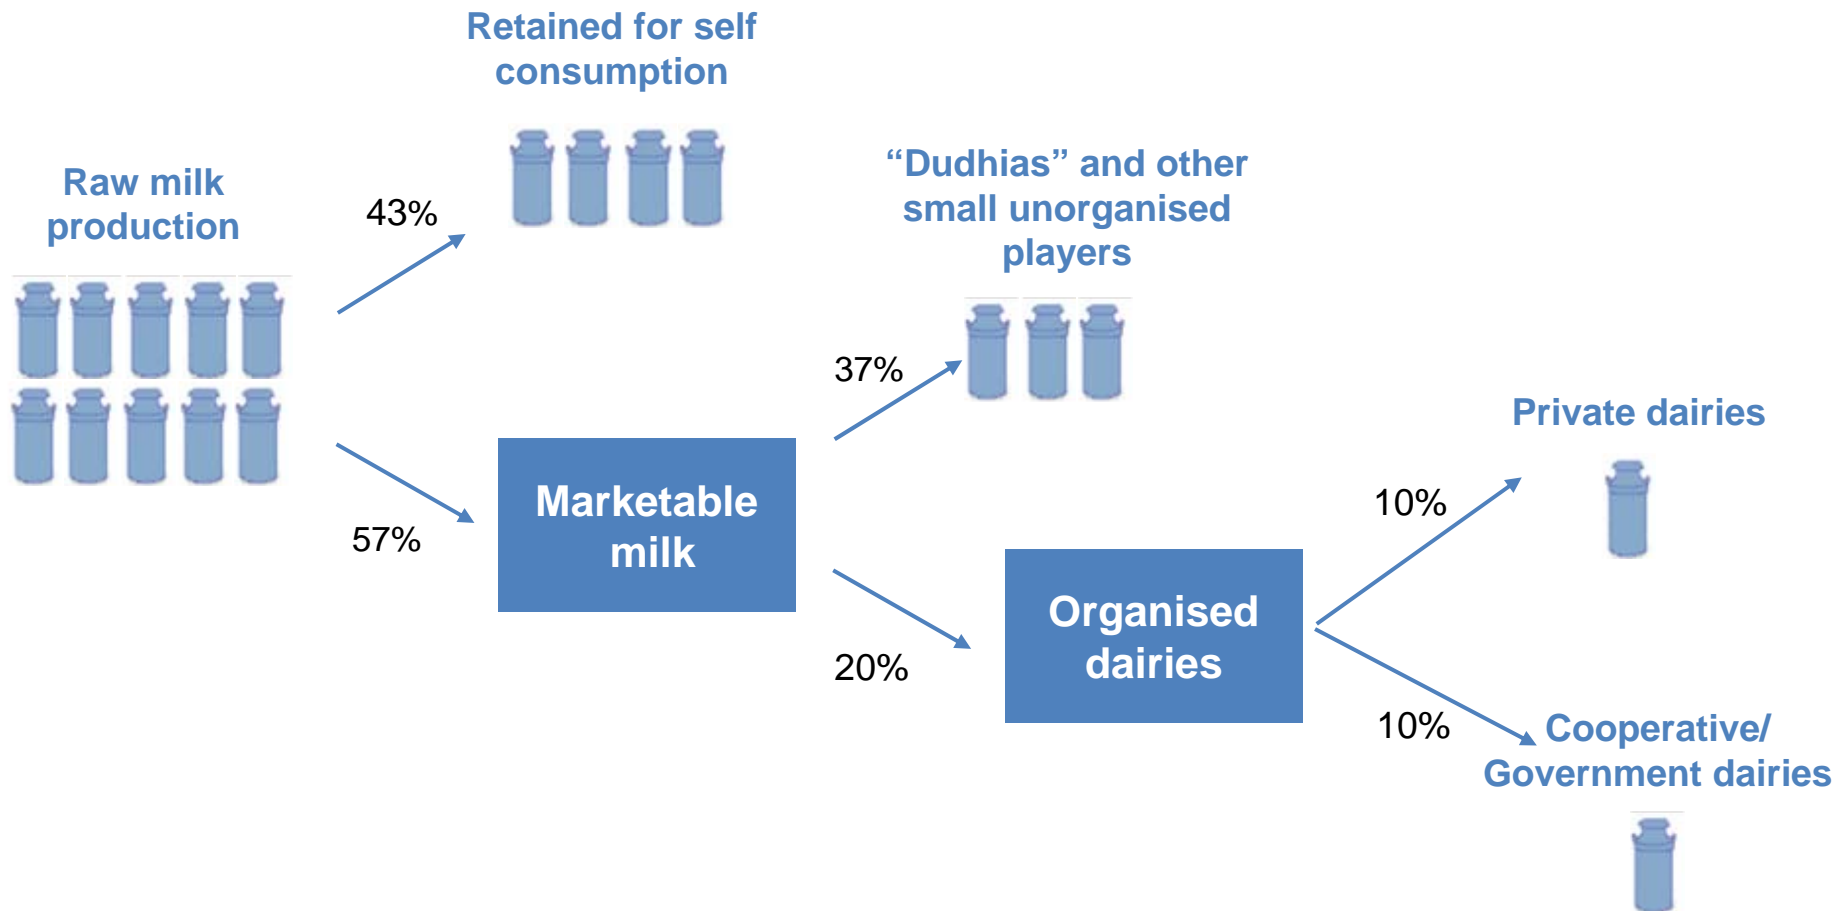 Retained for self
consumption
Raw milk
production
43%
"Dudhias" and other
small unorganised
players
37%
57%
Marketable
milk
20%
Organised
dairies
Private dairies
10%
10%
Cooperative/
Government dairies